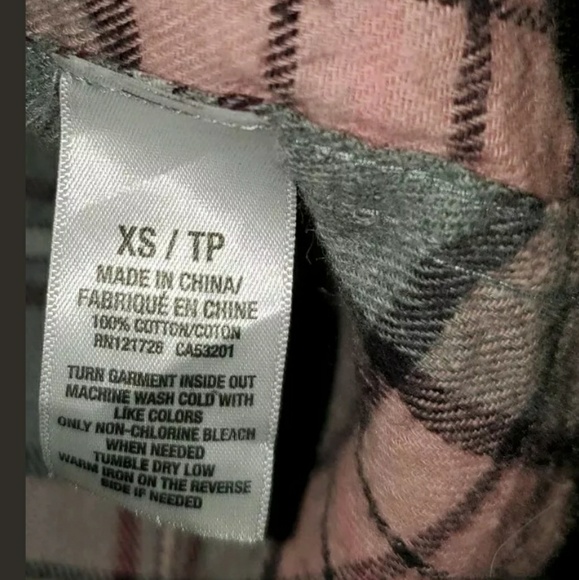 XS / TP
MADE IN CHINA/
FABRIQUÉ EN CHINE
100% COTTON/COTON
RN121726 CA53201
TURN GARMENT INSIDE OUT
MACHINE WASH COLD WITH
LIKE COLORS
ONLY NON-CHLORINE BLEACH
WHEN NEEDED
TUMBLE DRY LOW
WARM IRON ON THE REVERSE
SIDE IF NEEDED